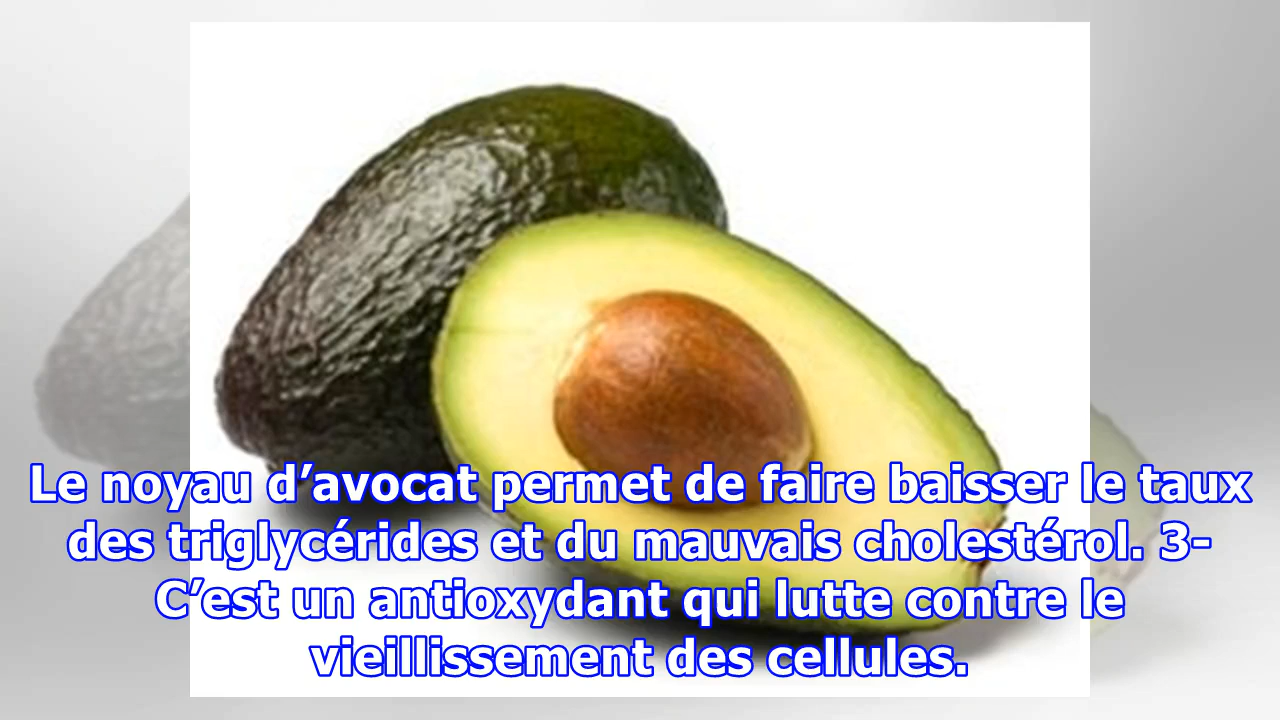 Le noyau d’avocat permet de faire baisser le taux
des triglycérides et du mauvais cholestérol. 3-
C’est un antioxydant qui lutte contre le
vieillissement des cellules.